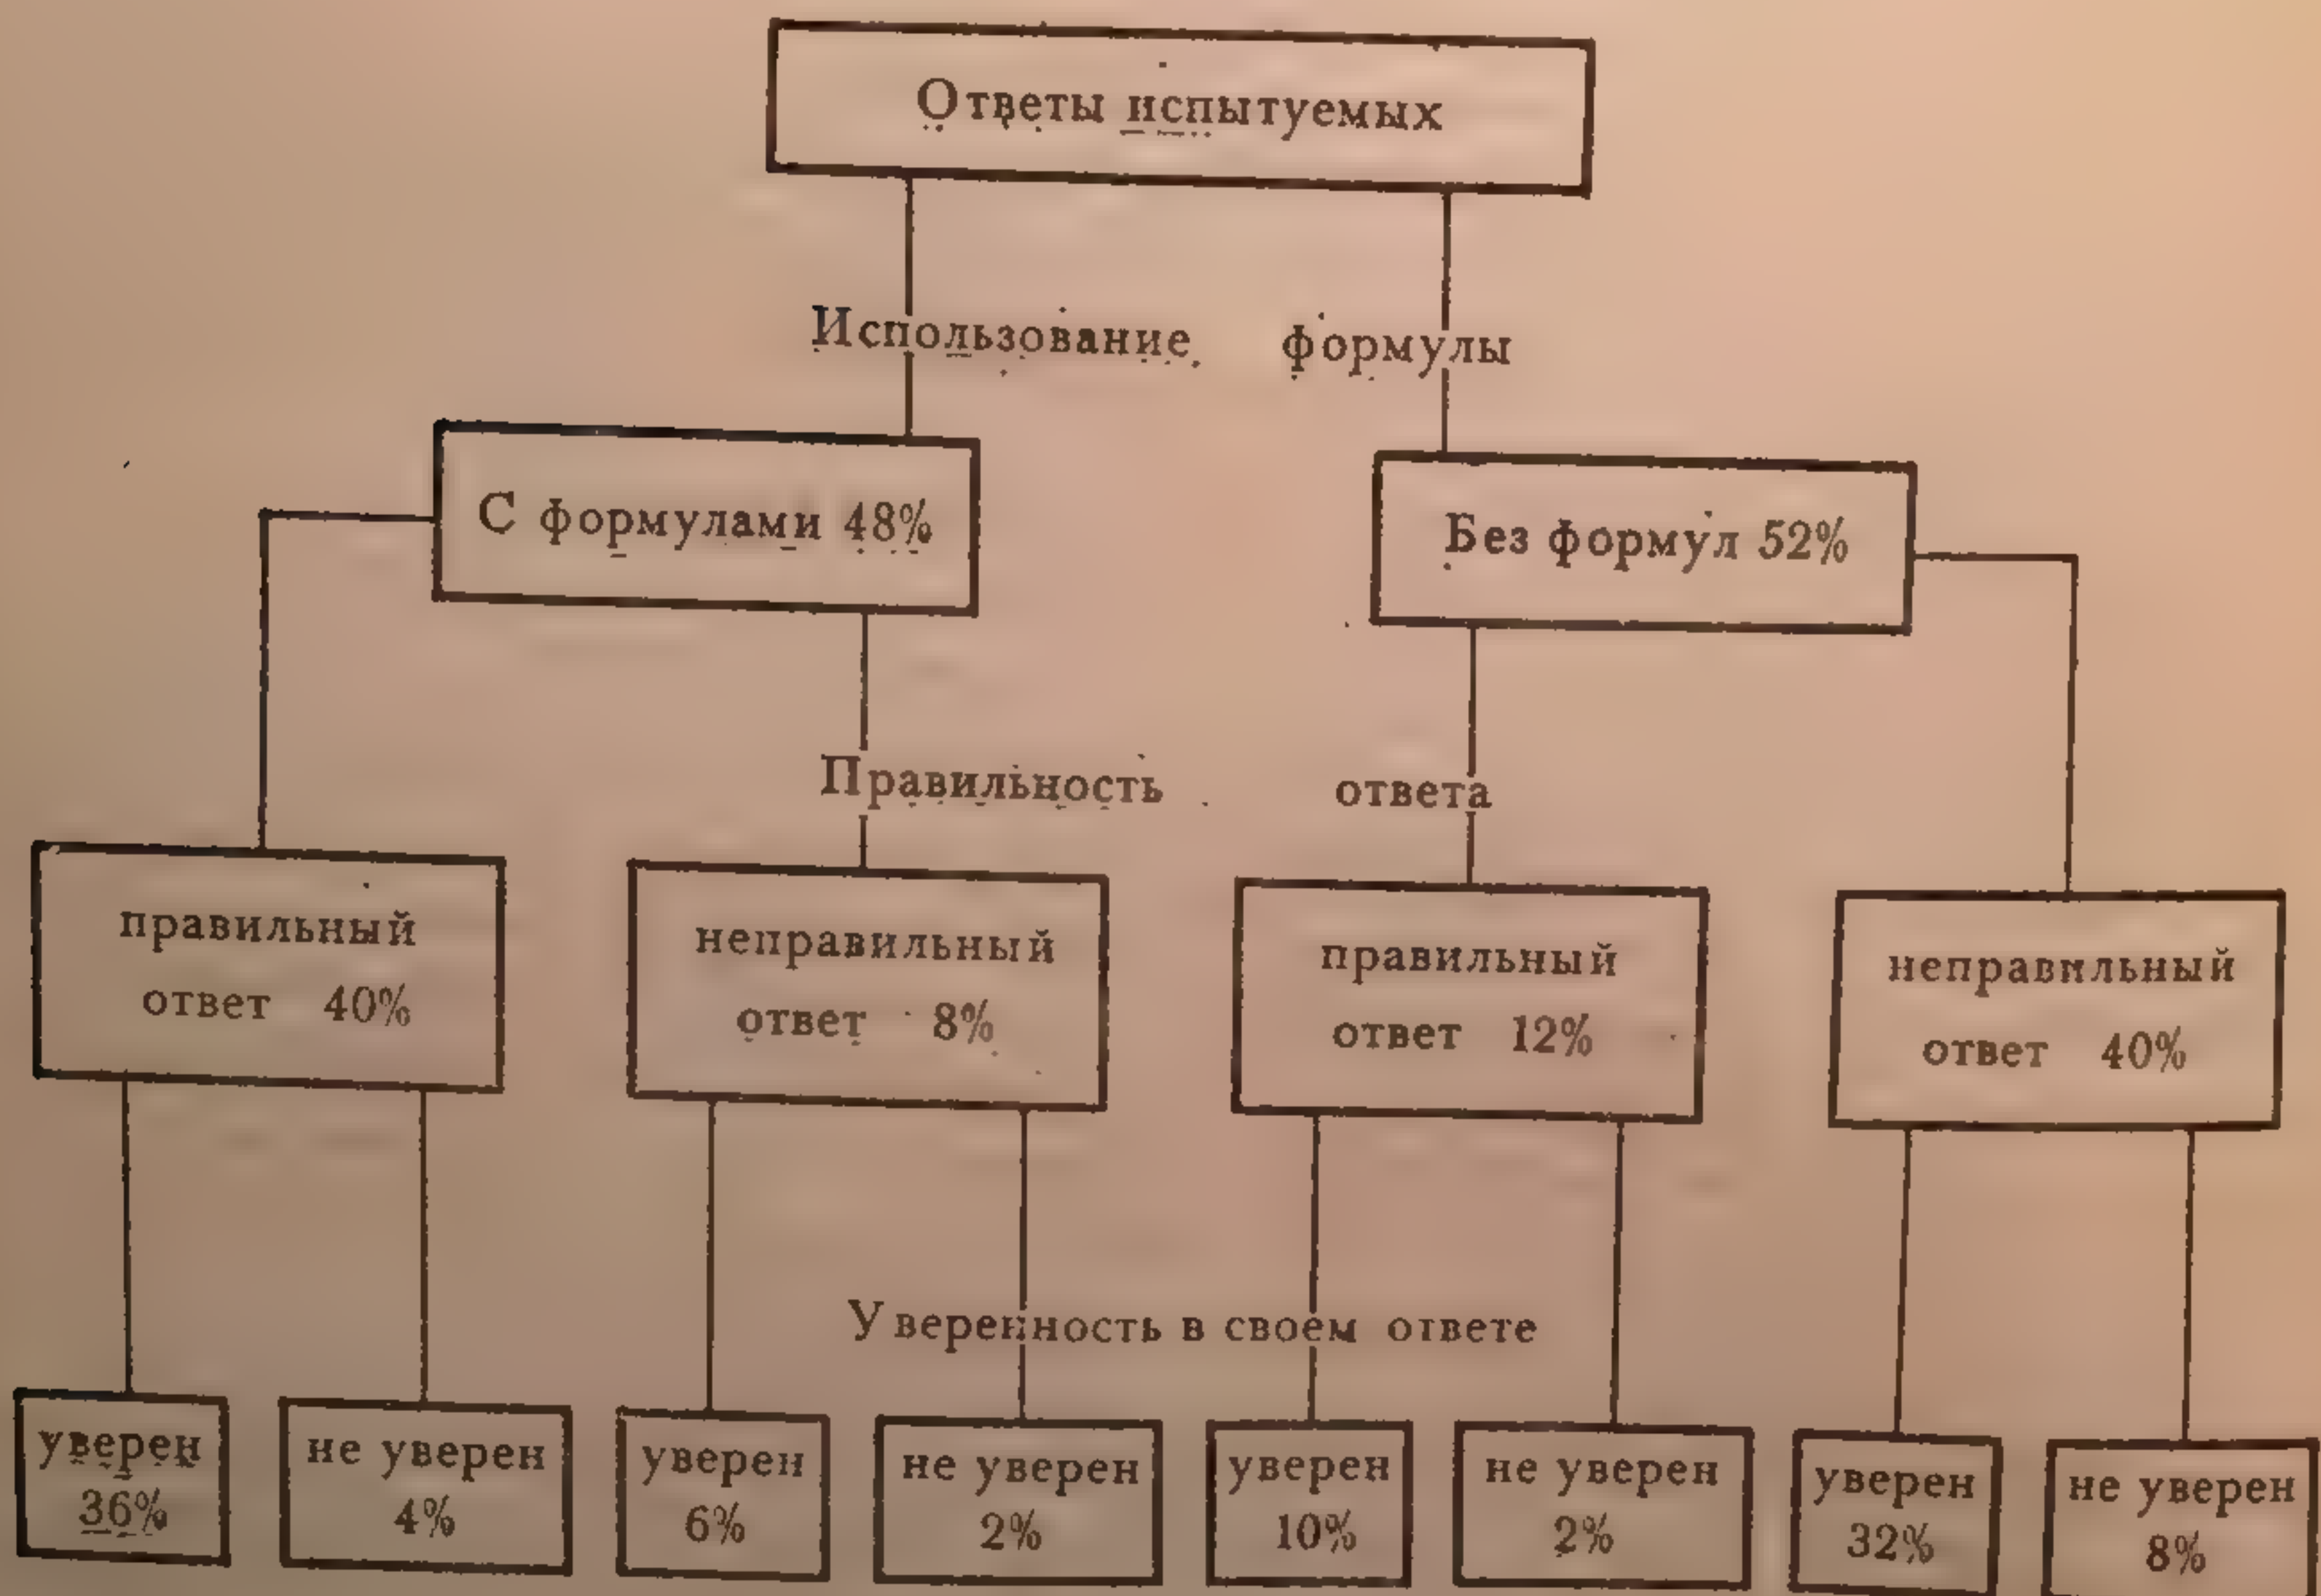 Ответы испытуемых
Использование формулы
С формулами 48%
Без формул 52%
Правильность ответа
правильный
ответ 40%
неправильный
ответ 8%
правильный
ответ 12%
неправильный
ответ 40%
Уверенность в своем ответе
уверен
36%
не уверен
4%
уверен
6%
не уверен
2%
уверен
10%
не уверен
2%
уверен
32%
не уверен
8%